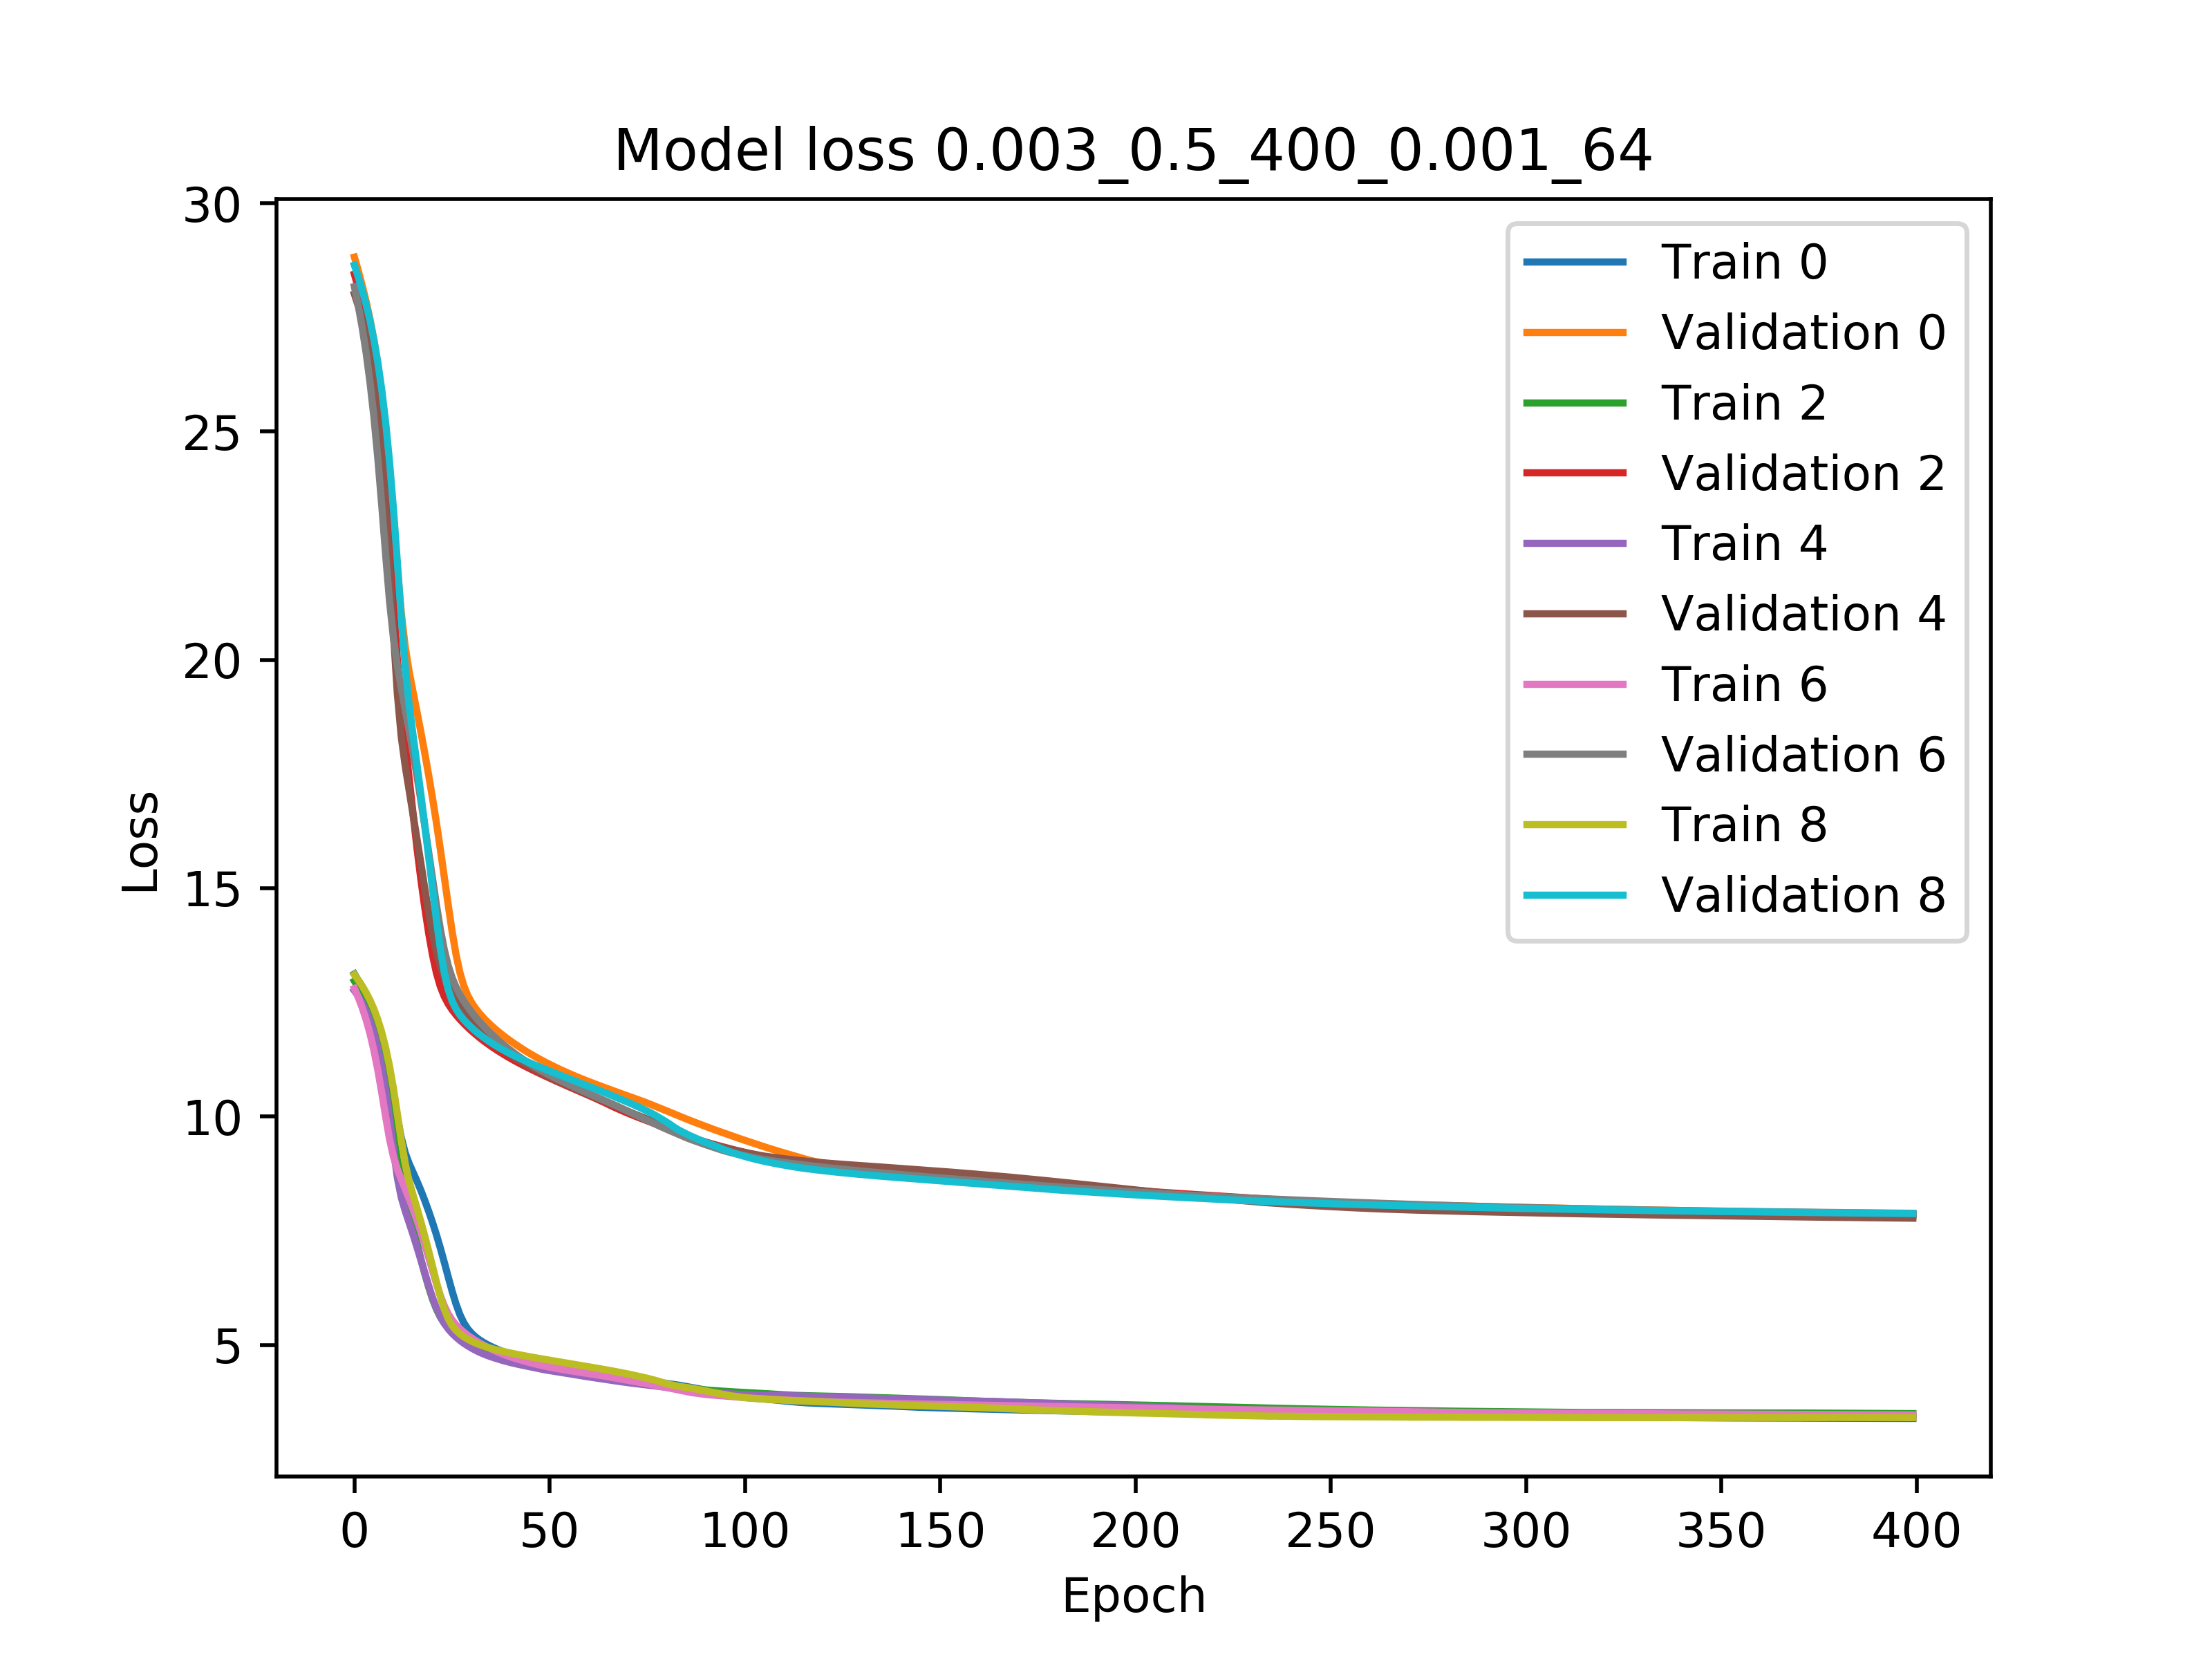 Model loss 0.003_0.5_400_0.001_64
30
25
20
15
10
5
Loss
Train 0
Validation 0
Train 2
Validation 2
Train 4
Validation 4
Train 6
Validation 6
Train 8
Validation 8
0 50 100 150 200 250 300 350 400
Epoch